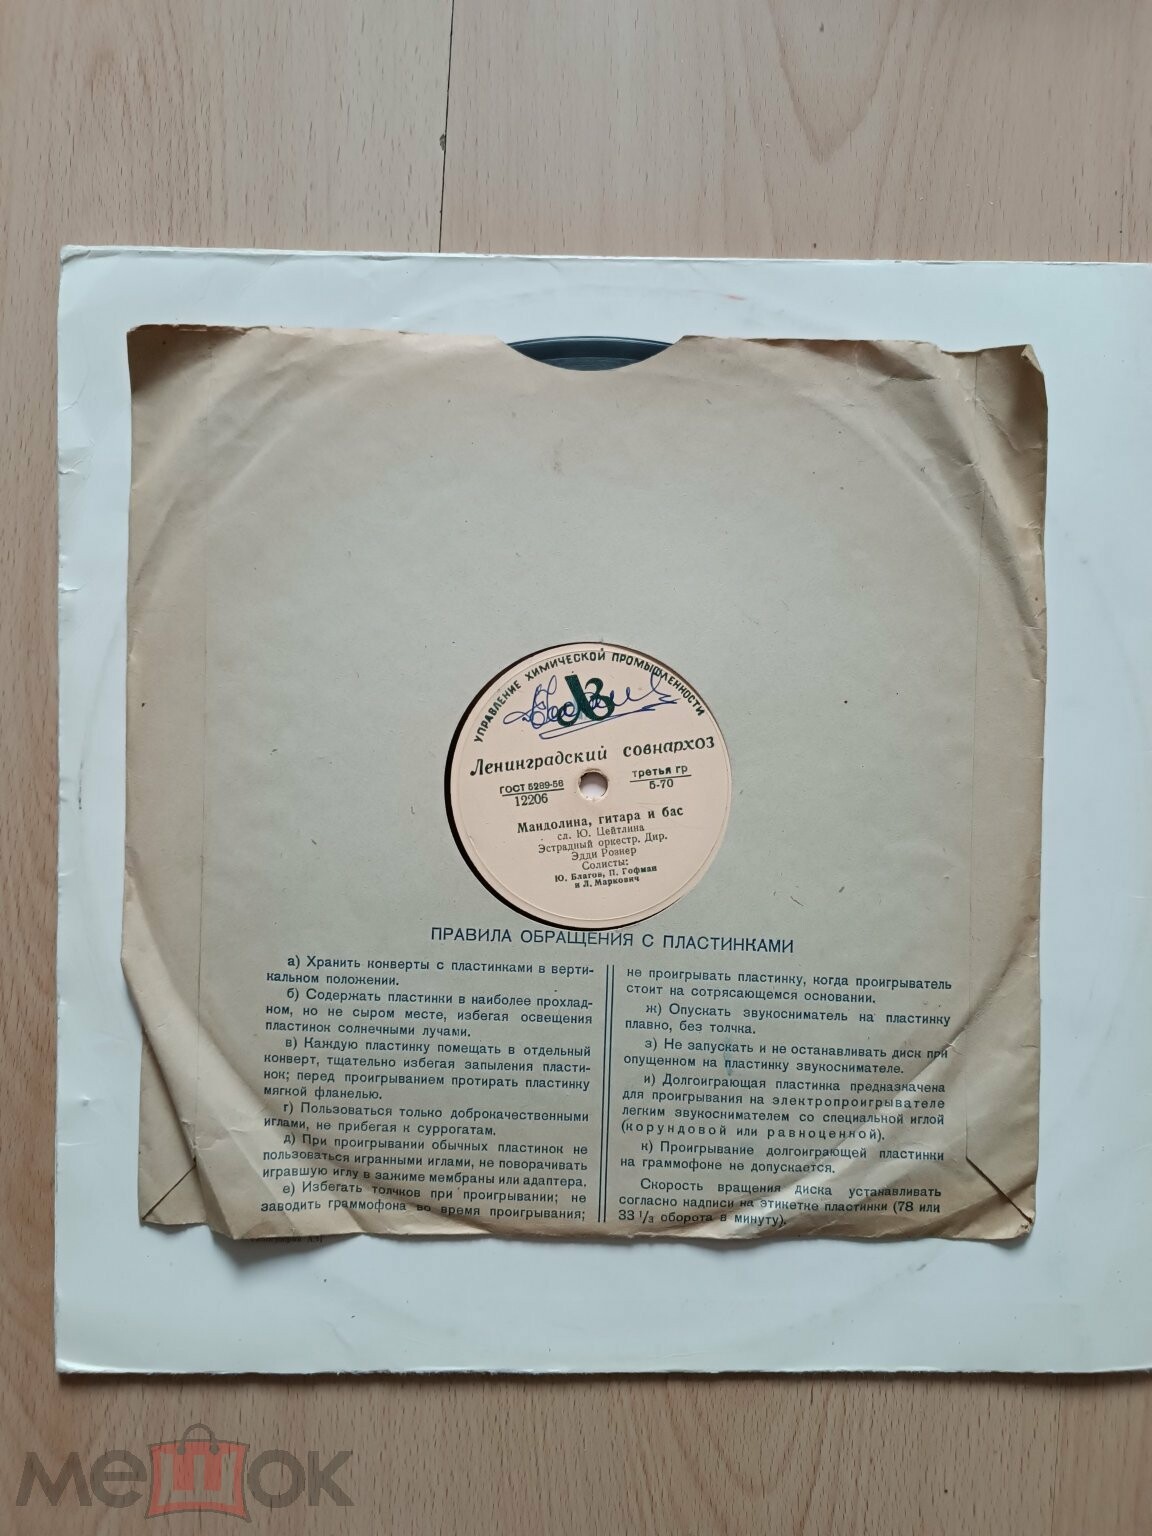 УПРАВЛЕНИЕ ХИМИЧЕСКОЙ ПРОМЫШЛЕННОСТИ
Ленинградский совнархоз
ГОСТ 5289-56
12206
третья гр
5-70
Мандолина, гитара и бас
сл. Ю. Цейтлина
Эстрадный оркестр. Дир.
Эдди Рознер
Солисты:
Ю. Благов, П. Гофман
и Л. Маркович
ПРАВИЛА ОБРАЩЕНИЯ С ПЛАСТИНКАМИ
а) Хранить конверты с пластинками в верти-
кальном положении.
б) Содержать пластинки в наиболее прохлад-
ном, но не сыром месте, избегая освещения
пластинок солнечными лучами.
в) Каждую пластинку помещать в отдельный
конверт, тщательно избегая запыления пласти-
нок; перед проигрыванием протирать пластинку
мягкой фланелью.
г) Пользоваться только доброкачественными
иглами, не прибегая к суррогатам.
д) При проигрывании обычных пластинок не
пользоваться игранными иглами, не поворачивать
игравшую иглу в зажиме мембраны или адаптера.
е) Избегать толчков при проигрывании; не
заводить граммофона во время проигрывания;
не проигрывать пластинку, когда проигрыватель
стоит на сотрясающемся основании.
ж) Опускать звукосниматель на пластинку
плавно, без толчка.
з) Не запускать и не останавливать диск при
опущенном на пластинку звукоснимателе.
и) Долгоиграющая пластинка предназначена
для проигрывания на электропроигрывателе
легким звукоснимателем со специальной иглой
(корундовой или равноценной).
к) Проигрывание долгоиграющей пластинки
на граммофоне не допускается.
Скорость вращения диска устанавливать
согласно надписи на этикетке пластинки (78 или
33 1/3 оборота в минуту).
мешок